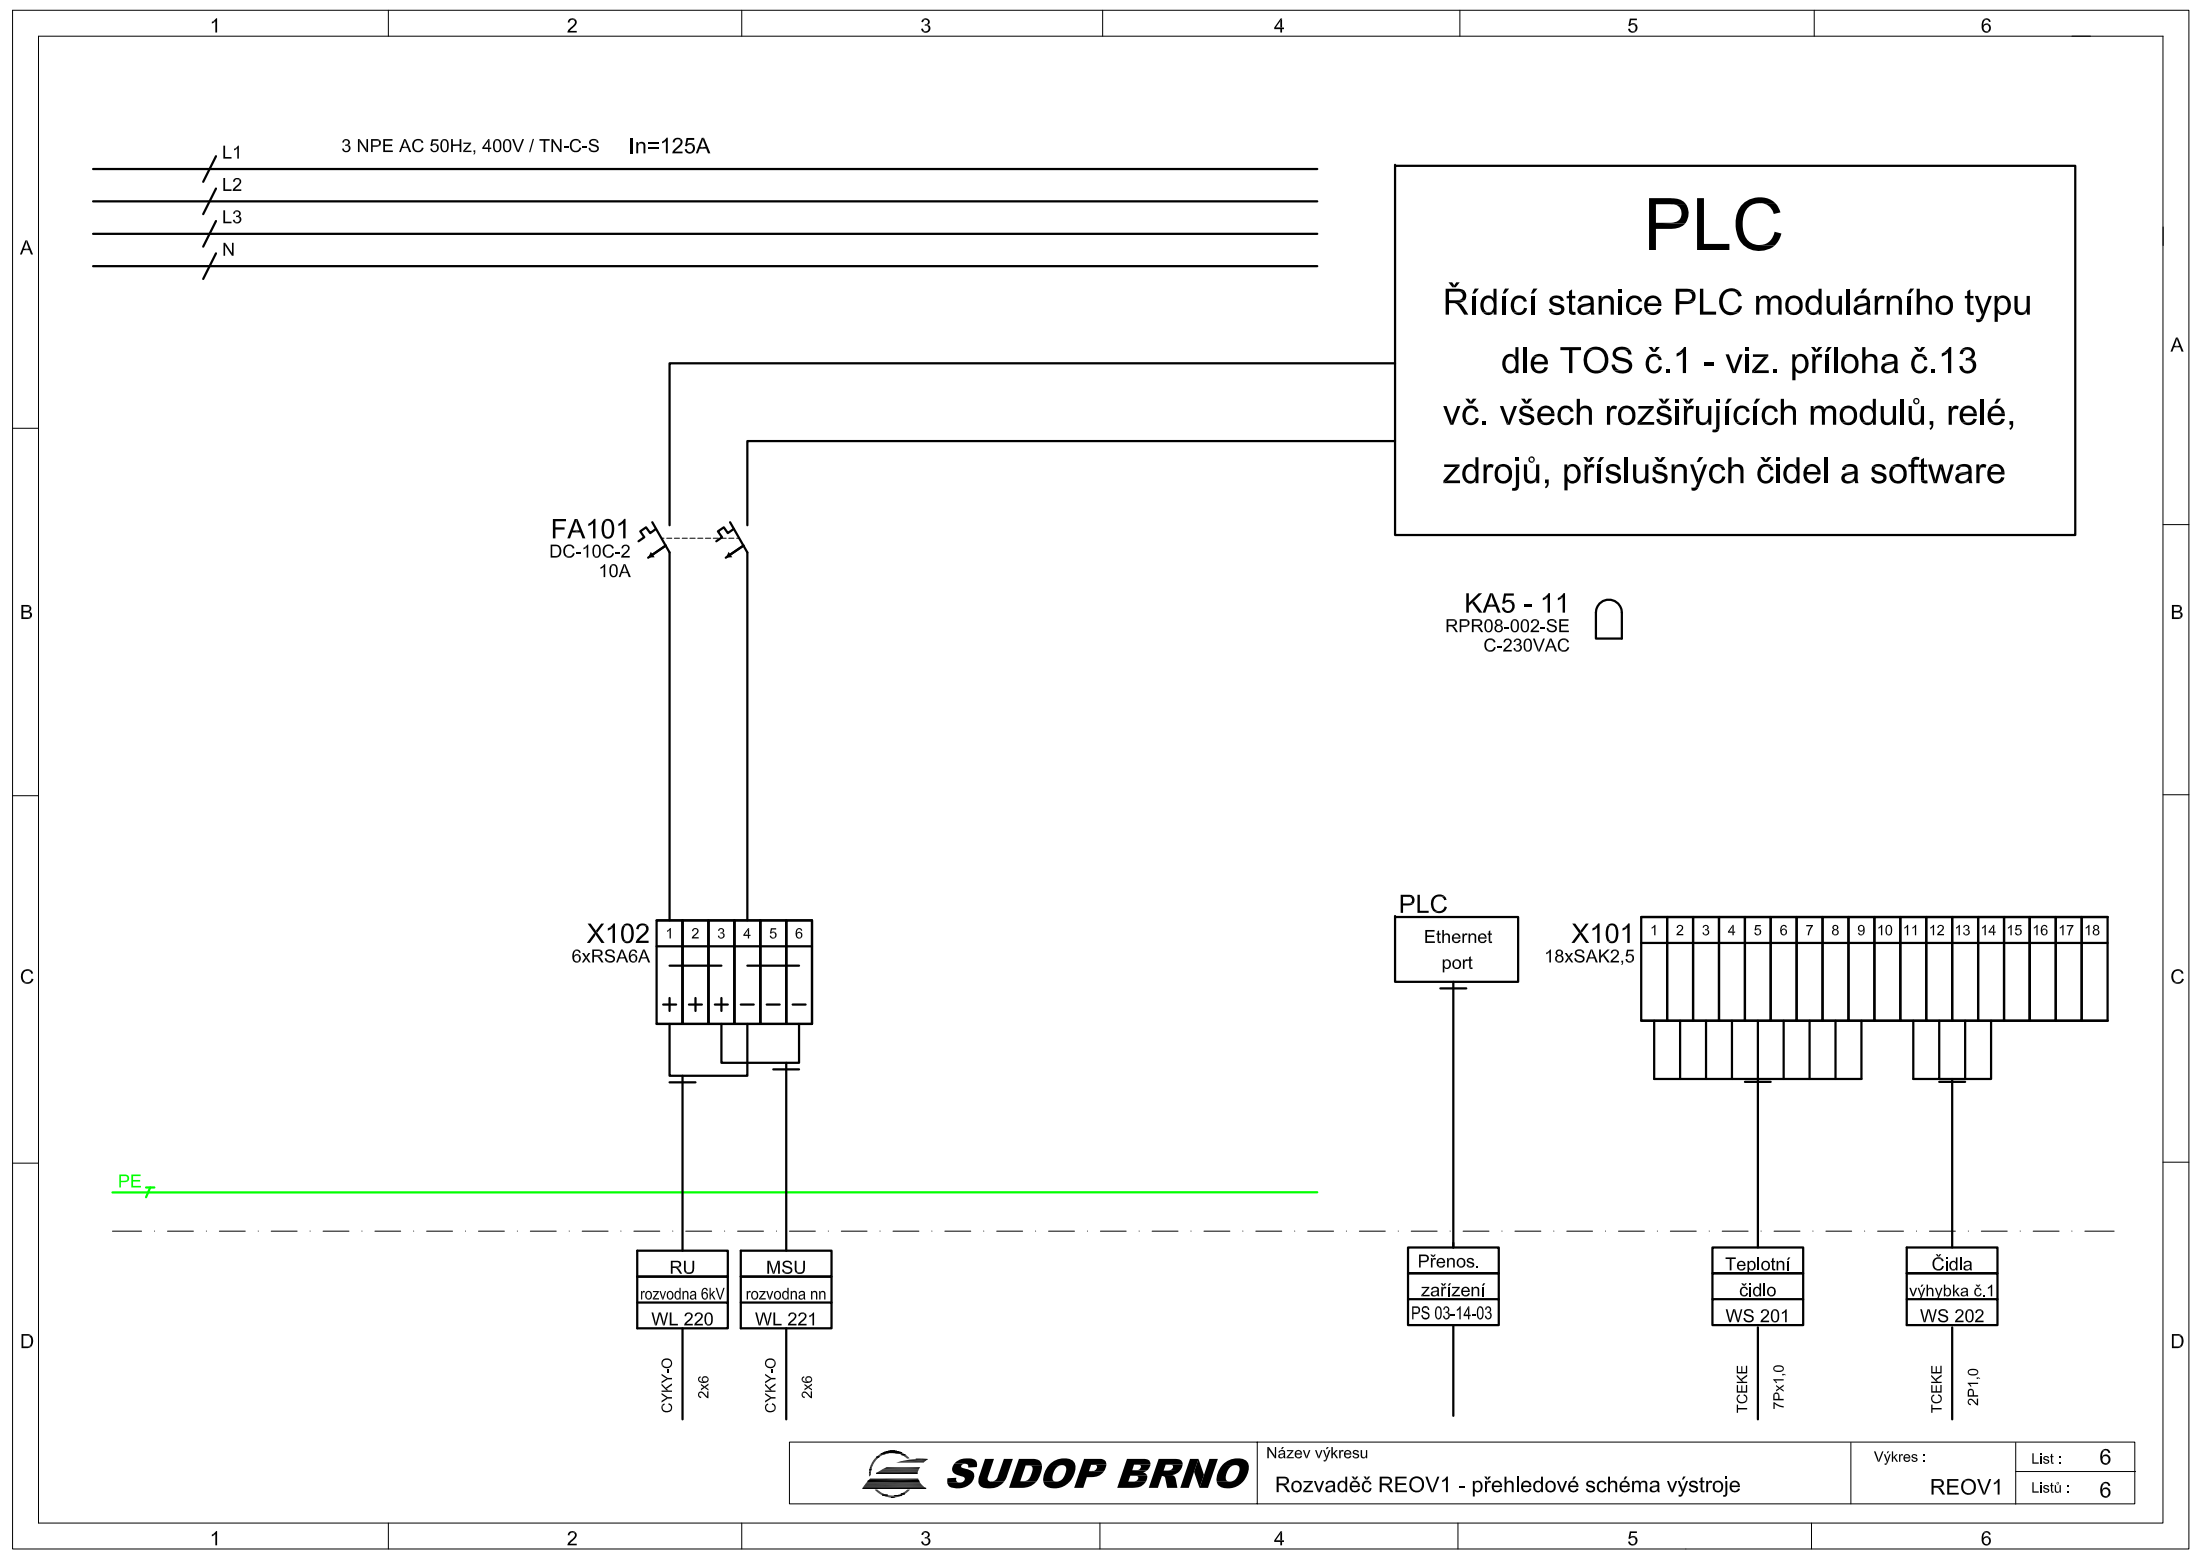 1 2 3 4 5 6
3 NPE AC 50Hz, 400V / TN-C-S In=125A
L1
L2
L3
N
A
A
PLC
Řídící stanice PLC modulárního typu
dle TOS č.1 - viz. příloha č.13
vč. všech rozšiřujících modulů, relé,
zdrojů, příslušných čidel a software
FA101
DC-10C-2
10A
B
B
KA5 - 11
RPR08-002-SE
C-230VAC
X102
6xRSA6A
1 2 3 4 5 6
+ + + − − −
PLC
Ethernet
port
X101
18xSAK2,5
1 2 3 4 5 6 7 8 9 10 11 12 13 14 15 16 17 18
C
C
PE
RU
rozvodna 6kV
WL 220
CYKY-O
2x6
MSU
rozvodna nn
WL 221
CYKY-O
2x6
Přenos.
zařízení
PS 03-14-03
Teplotní
čidlo
WS 201
TCEKE
7Px1,0
Čidla
výhybka č.1
WS 202
TCEKE
2P1,0
D
D
SUDOP BRNO
Název výkresu
Rozvaděč REOV1 - přehledové schéma výstroje
Výkres :
REOV1
List : 6
Listů : 6
1 2 3 4 5 6